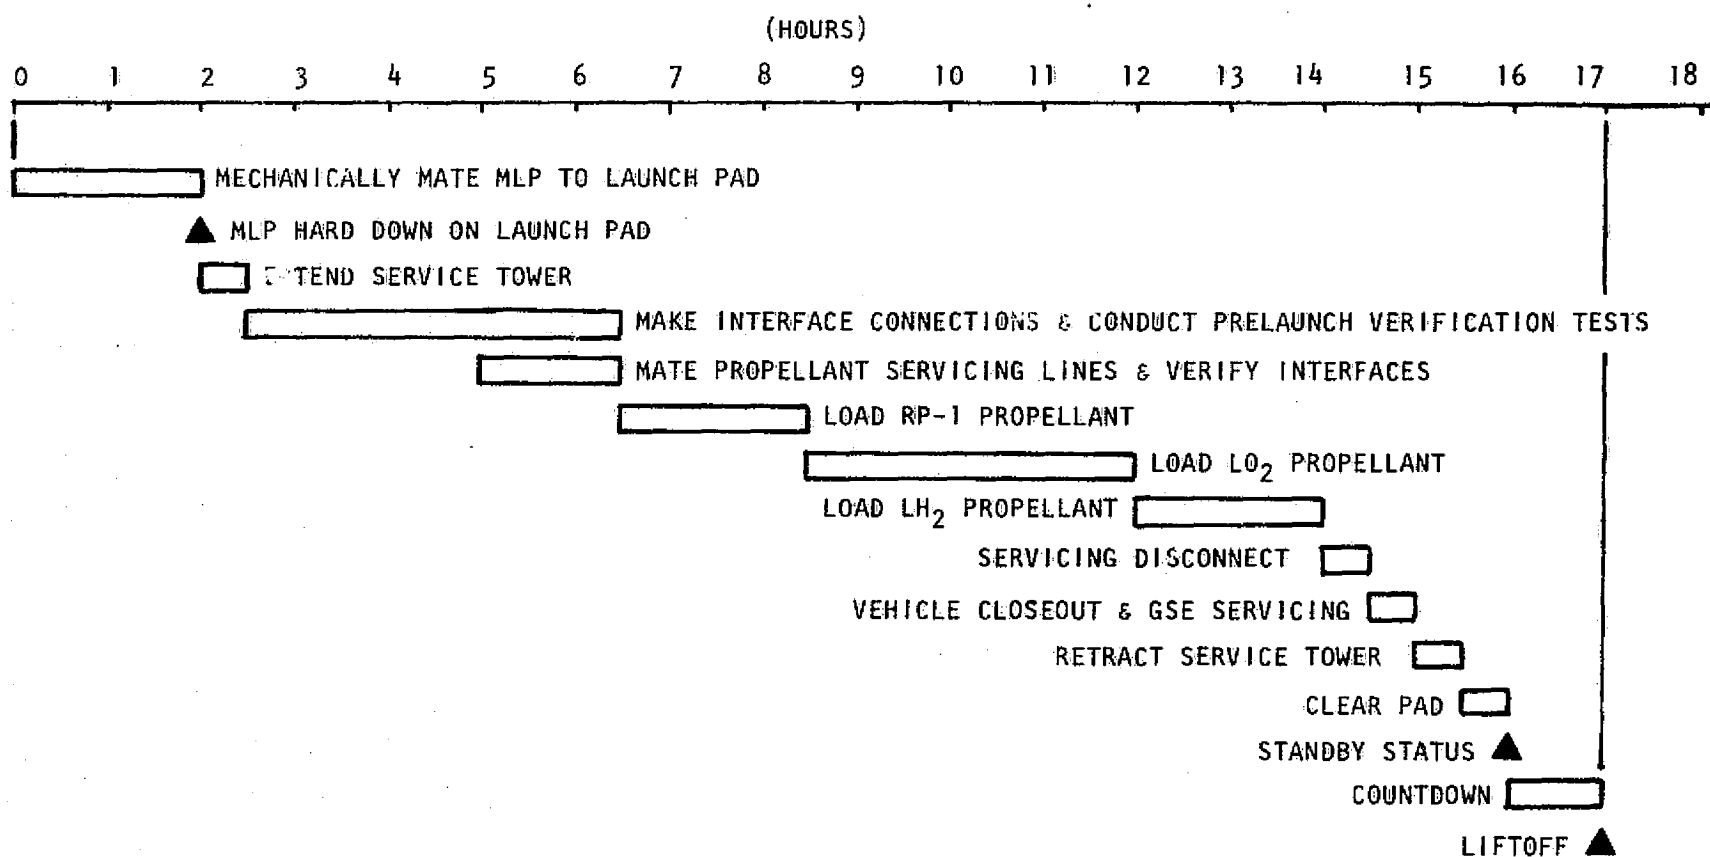 (HOURS)
0 1 2 3 4 5 6 7 8 9 10 11 12 13 14 15 16 17 18
MECHANICALLY MATE MLP TO LAUNCH PAD
MLP HARD DOWN ON LAUNCH PAD
SERVICE TOWER
MAKE INTERFACE CONNECTIONS & CONDUCT PRELAUNCH VERIFICATION TESTS
MATE PROPELLANT SERVICING LINES & VERIFY INTERFACES
LOAD RP-1 PROPELLANT
LOAD LO₂ PROPELLANT
LOAD LH₂ PROPELLANT
SERVICING DISCONNECT
VEHICLE CLOSEOUT & GSE SERVICING
RETRACT SERVICE TOWER
CLEAR PAD
STANDBY STATUS
COUNTDOWN
LIFTOFF